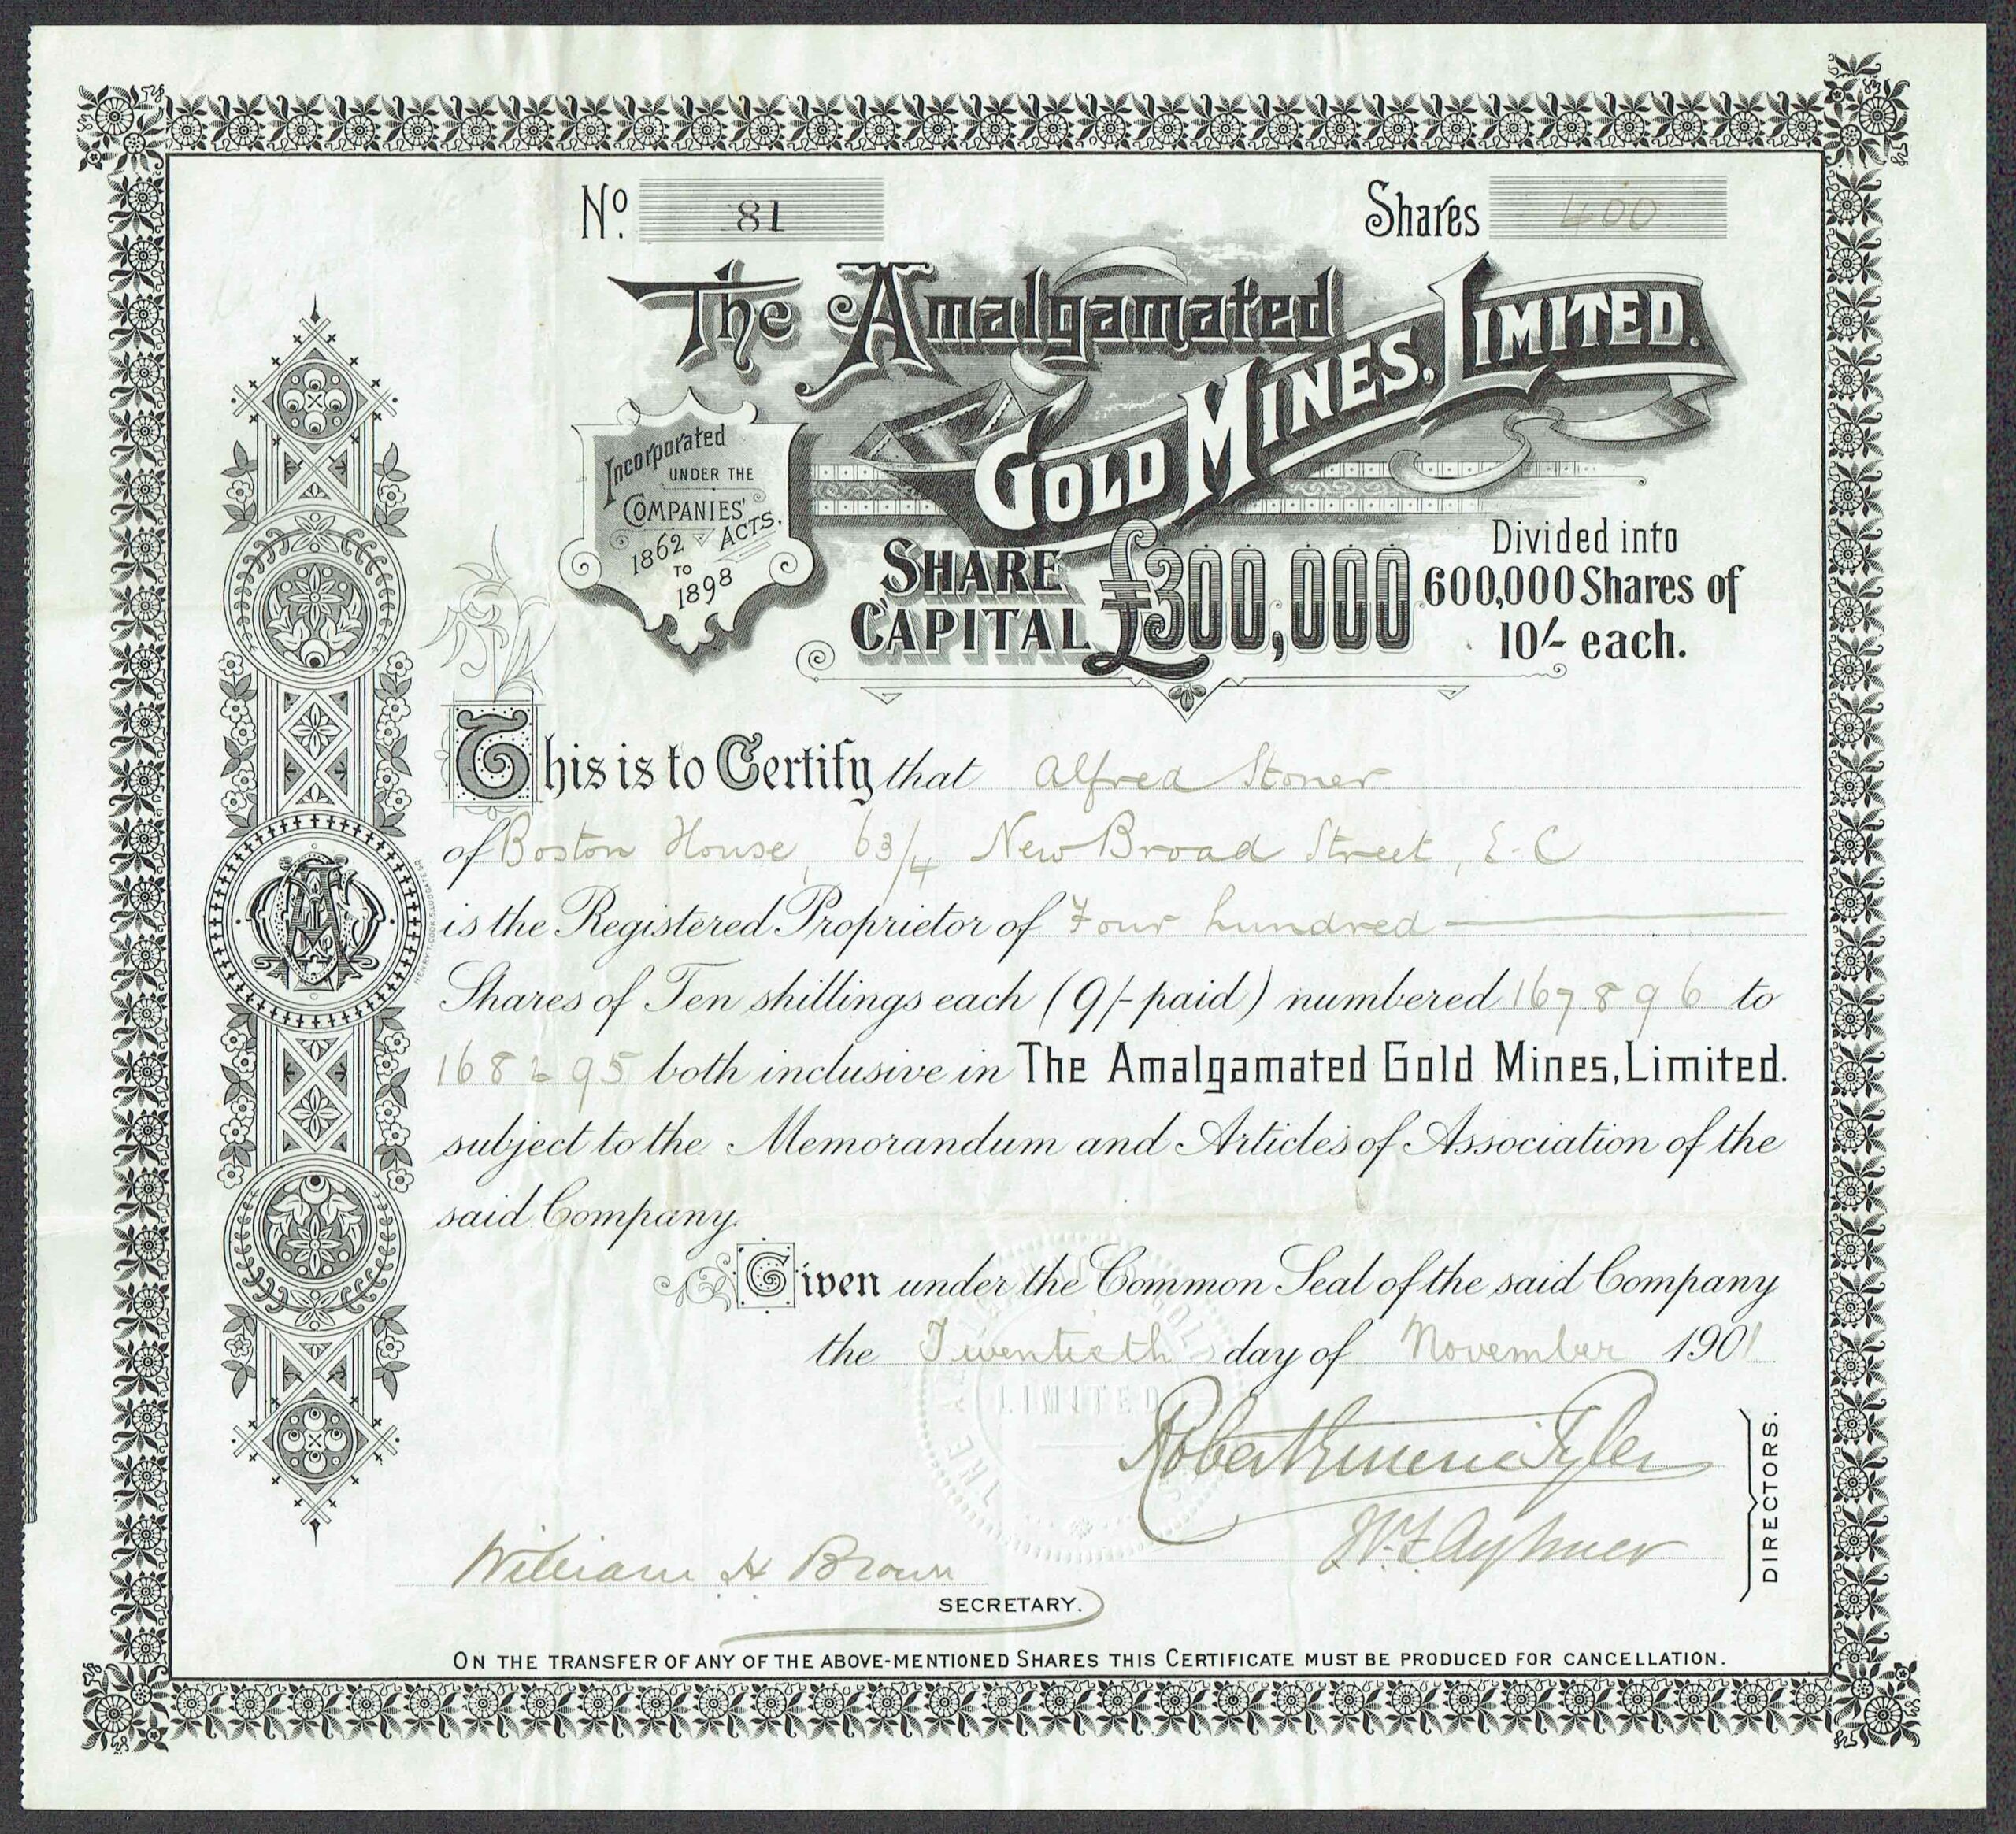 No. 81
Shares 400
The Amalgamated
Gold Mines, Limited.
Incorporated
UNDER THE
COMPANIES'
ACTS.
1862
TO
1898
SHARE
CAPITAL £300,000
Divided into
600,000 Shares of
10/- each.
This is to Certify that Alfred Stoner
of Boston House, 63/4 New Broad Street, E.C
is the Registered Proprietor of Four hundred
Shares of Ten shillings each (9/- paid) numbered 167896 to
168295 both inclusive in The Amalgamated Gold Mines, Limited.
subject to the Memorandum and Articles of Association of the
said Company.
Given under the Common Seal of the said Company
the Twentieth day of November 1901
LIMITED
THE
Tyler
DIRECTORS.
William H Brown
SECRETARY.
ON THE TRANSFER OF ANY OF THE ABOVE-MENTIONED SHARES THIS CERTIFICATE MUST BE PRODUCED FOR CANCELLATION.